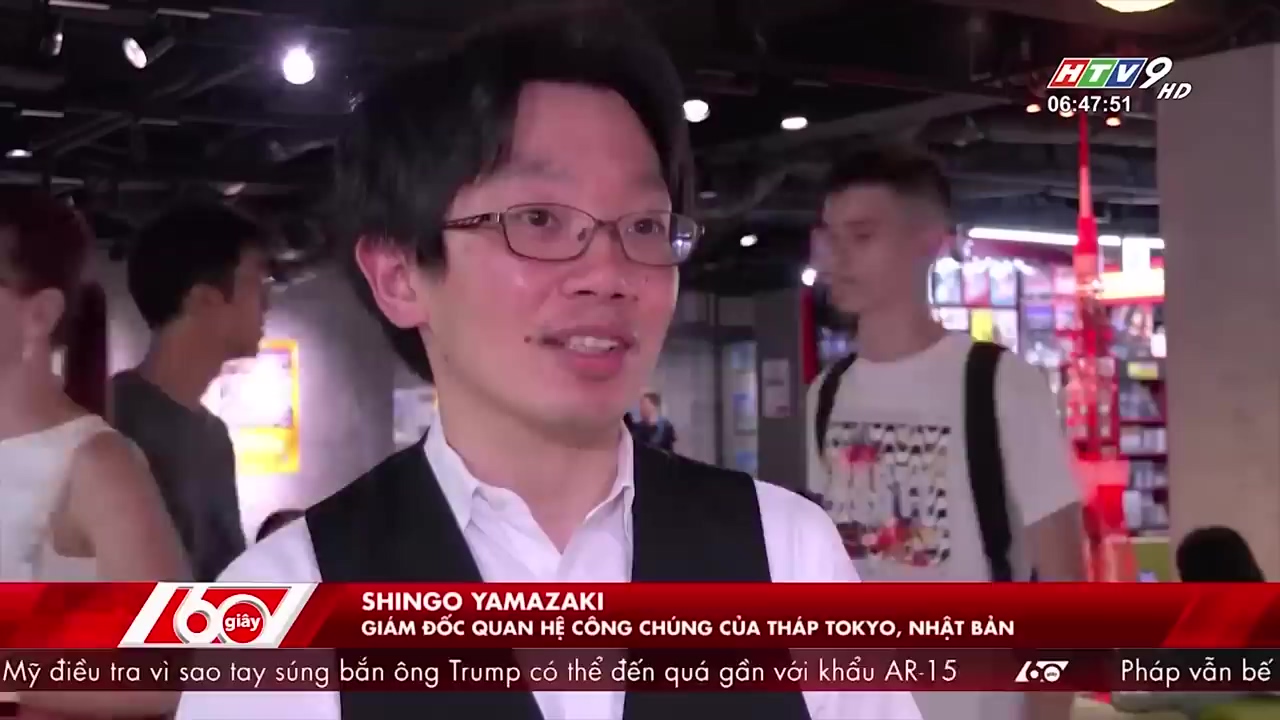 HTV9 HD
06:47:51
60 giây
SHINGO YAMAZAKI
GIÁM ĐỐC QUAN HỆ CÔNG CHÚNG CỦA THÁP TOKYO, NHẬT BẢN
Mỹ điều tra vì sao tay súng bắn ông Trump có thể đến quá gần với khẩu AR-15 60 Pháp vẫn bế